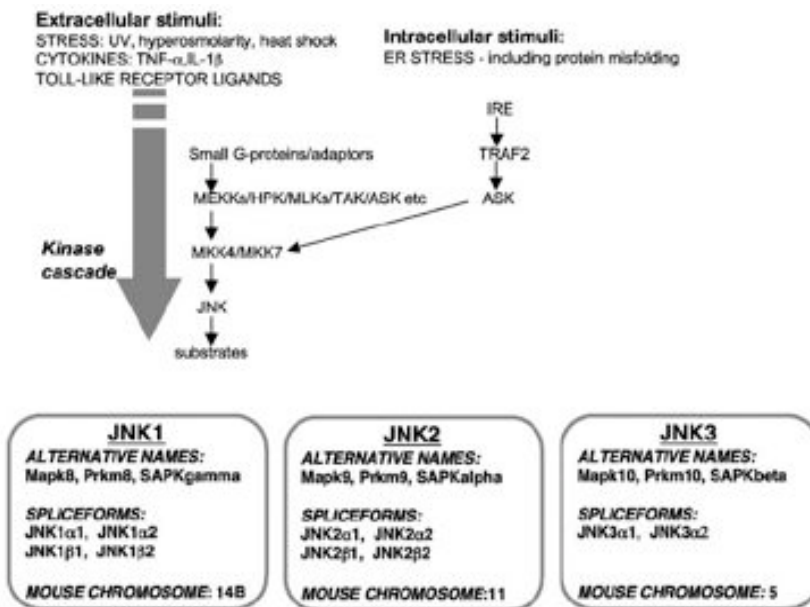 Extracellular stimuli:
STRESS: UV, hyperosmolarity, heat shock
CYTOKINES: TNF-α,IL-1β
TOLL-LIKE RECEPTOR LIGANDS
Intracellular stimuli:
ER STRESS - including protein misfolding
IRE
TRAF2
ASK
Small G-proteins/adaptors
MEKKs/HPK/MLKs/TAK/ASK etc
MKK4/MKK7
JNK
substrates
Kinase
cascade
JNK1
ALTERNATIVE NAMES:
Mapk8, Prkm8, SAPKgamma
SPLICEFORMS:
JNK1α1, JNK1α2
JNK1β1, JNK1β2
MOUSE CHROMOSOME: 14B
JNK2
ALTERNATIVE NAMES:
Mapk9, Prkm9, SAPKalpha
SPLICEFORMS:
JNK2α1, JNK2α2
JNK2β1, JNK2β2
MOUSE CHROMOSOME:11
JNK3
ALTERNATIVE NAMES:
Mapk10, Prkm10, SAPKbeta
SPLICEFORMS:
JNK3α1, JNK3α2
MOUSE CHROMOSOME: 5